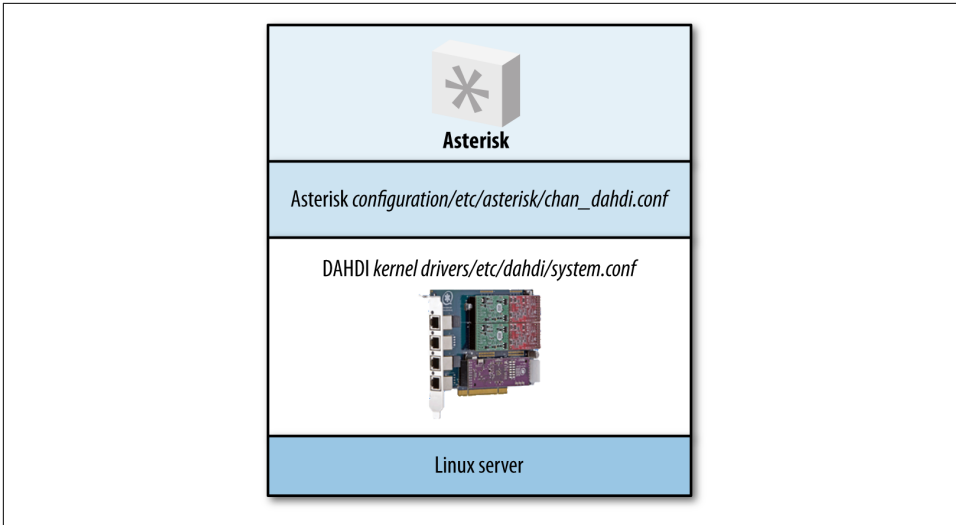 Asterisk
Asterisk configuration/etc/asterisk/chan_dahdi.conf
DAHDI kernel drivers/etc/dahdi/system.conf
Linux server